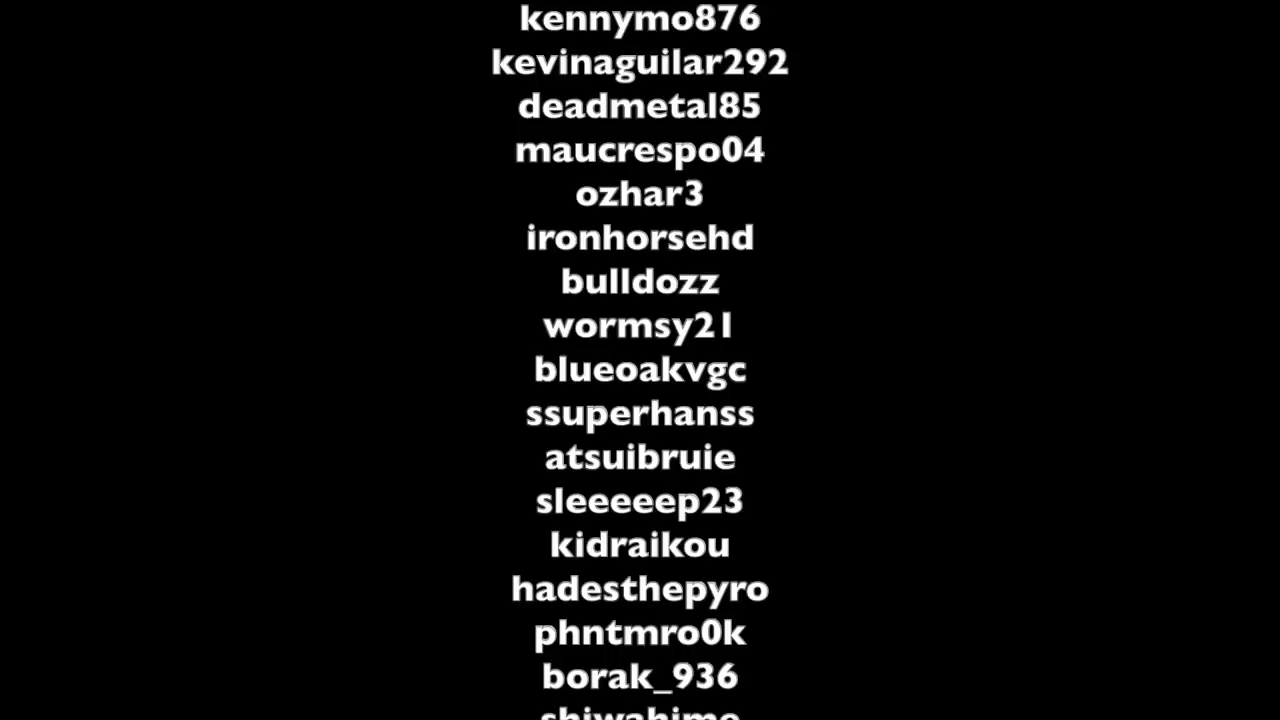 kennymo876
kevinaguilar292
deadmetal85
maucrespo04
ozhar3
ironhorsehd
bulldozz
wormsy21
blueoakvgc
ssuperhanss
atsuibruie
sleeeeep23
kidraikou
hadesthepyro
phntmro0k
borak_936